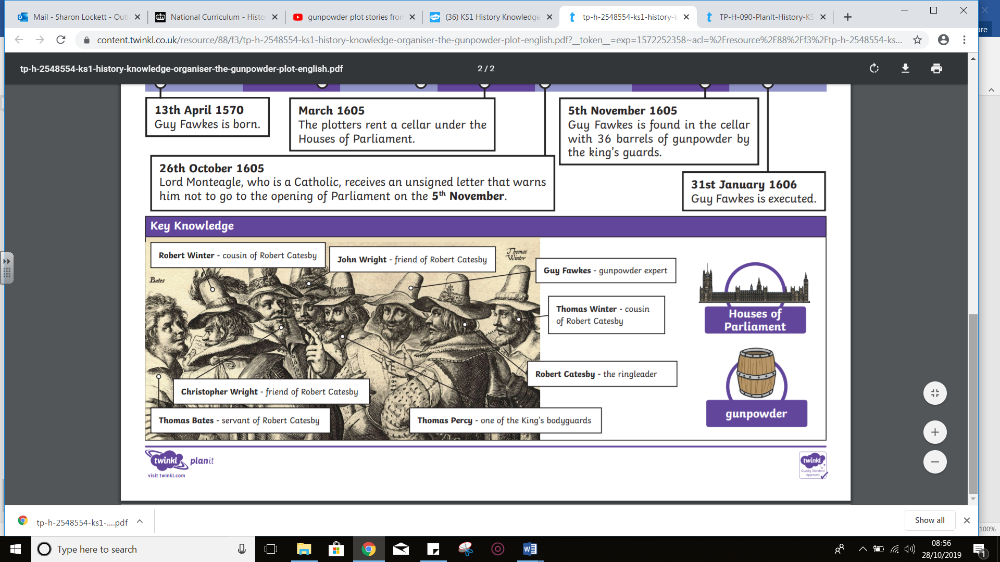 Mail - Sharon Lockett - Outl
National Curriculum - Histo
gunpowder plot stories fron
(36) KS1 History Knowledge
tp-h-2548554-ks1-history-k
TP-H-090-PlanIt-History-KS
are
content.twinkl.co.uk/resource/88/f3/tp-h-2548554-ks1-history-knowledge-organiser-the-gunpowder-plot-english.pdf?__token__=exp=1572252358~acl=%2Fresource%2F88%2Ff3%2Ftp-h-2548554-ks...
tp-h-2548554-ks1-history-knowledge-organiser-the-gunpowder-plot-english.pdf
2 / 2
13th April 1570
Guy Fawkes is born.
March 1605
The plotters rent a cellar under the
Houses of Parliament.
5th November 1605
Guy Fawkes is found in the cellar
with 36 barrels of gunpowder by
the king's guards.
26th October 1605
Lord Monteagle, who is a Catholic, receives an unsigned letter that warns
him not to go to the opening of Parliament on the 5th November.
31st January 1606
Guy Fawkes is executed.
Key Knowledge
Robert Winter - cousin of Robert Catesby
John Wright - friend of Robert Catesby
Thomas
Winter
Guy Fawkes - gunpowder expert
Bates
Thomas Winter - cousin
of Robert Catesby
Houses of
Parliament
Robert Catesby - the ringleader
Christopher Wright - friend of Robert Catesby
Thomas Bates - servant of Robert Catesby
Thomas Percy - one of the King's bodyguards
gunpowder
twinkl planit
visit twinkl.com
twinkl
Quality Standard
Approved
tp-h-2548554-ks1-....pdf
Show all
100%
Type here to search
08:56
28/10/2019
1